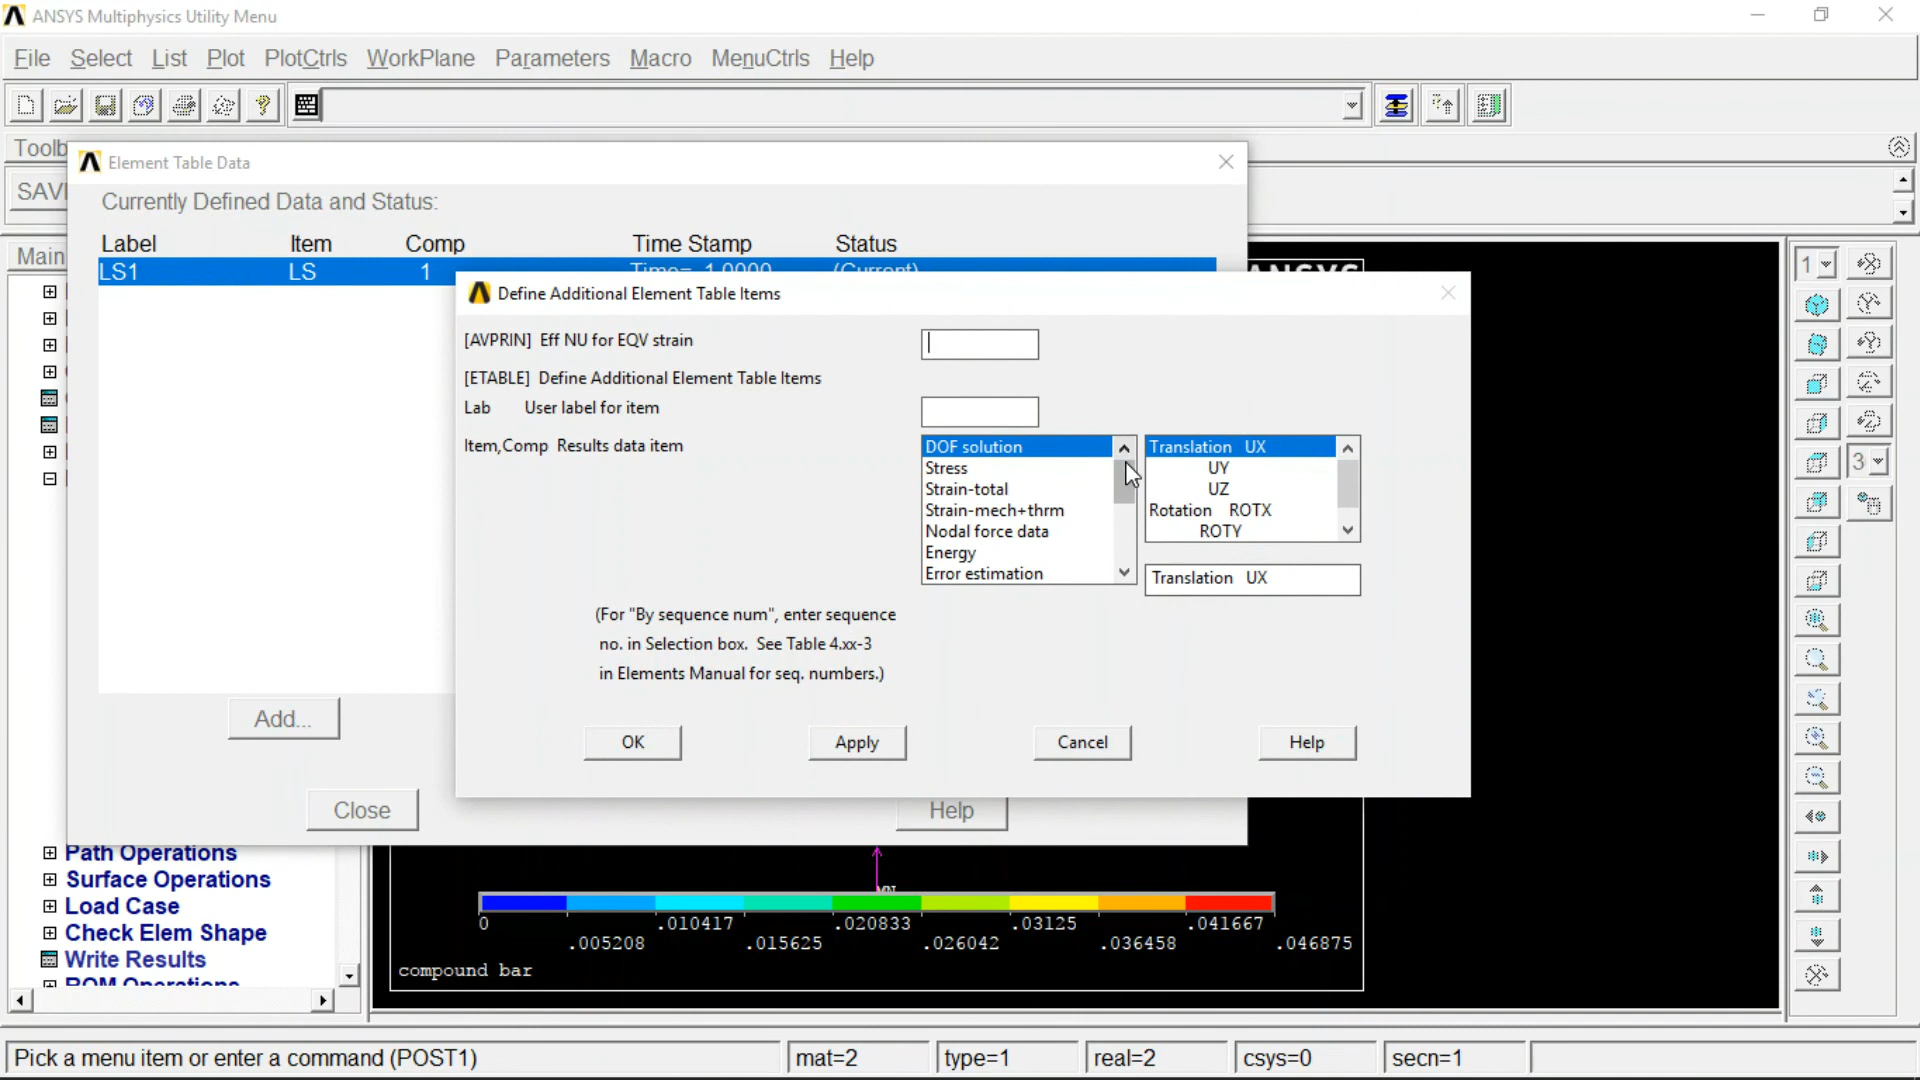 ANSYS Multiphysics Utility Menu
File Select List Plot PlotCtrls WorkPlane Parameters Macro MenuCtrls Help
Toolb
Element Table Data
SAV
Currently Defined Data and Status:
Label Item Comp Time Stamp Status
LS1 LS 1 Time= 1.0000 (Current)
Main
ANSYS
1
Define Additional Element Table Items
[AVPRIN] Eff NU for EQV strain
[ETABLE] Define Additional Element Table Items
Lab User label for item
Item,Comp Results data item
DOF solution
Stress
Strain-total
Strain-mech+thrm
Nodal force data
Energy
Error estimation
Translation UX
UY
UZ
Rotation ROTX
ROTY
Translation UX
3
(For "By sequence num", enter sequence
no. in Selection box. See Table 4.xx-3
in Elements Manual for seq. numbers.)
OK Apply Cancel Help
Add...
Close Help
Path Operations
Surface Operations
Load Case
Check Elem Shape
Write Results
ROM Operations
MN
0 .010417 .020833 .03125 .041667
.005208 .015625 .026042 .036458 .046875
compound bar
Pick a menu item or enter a command (POST1) mat=2 type=1 real=2 csys=0 secn=1